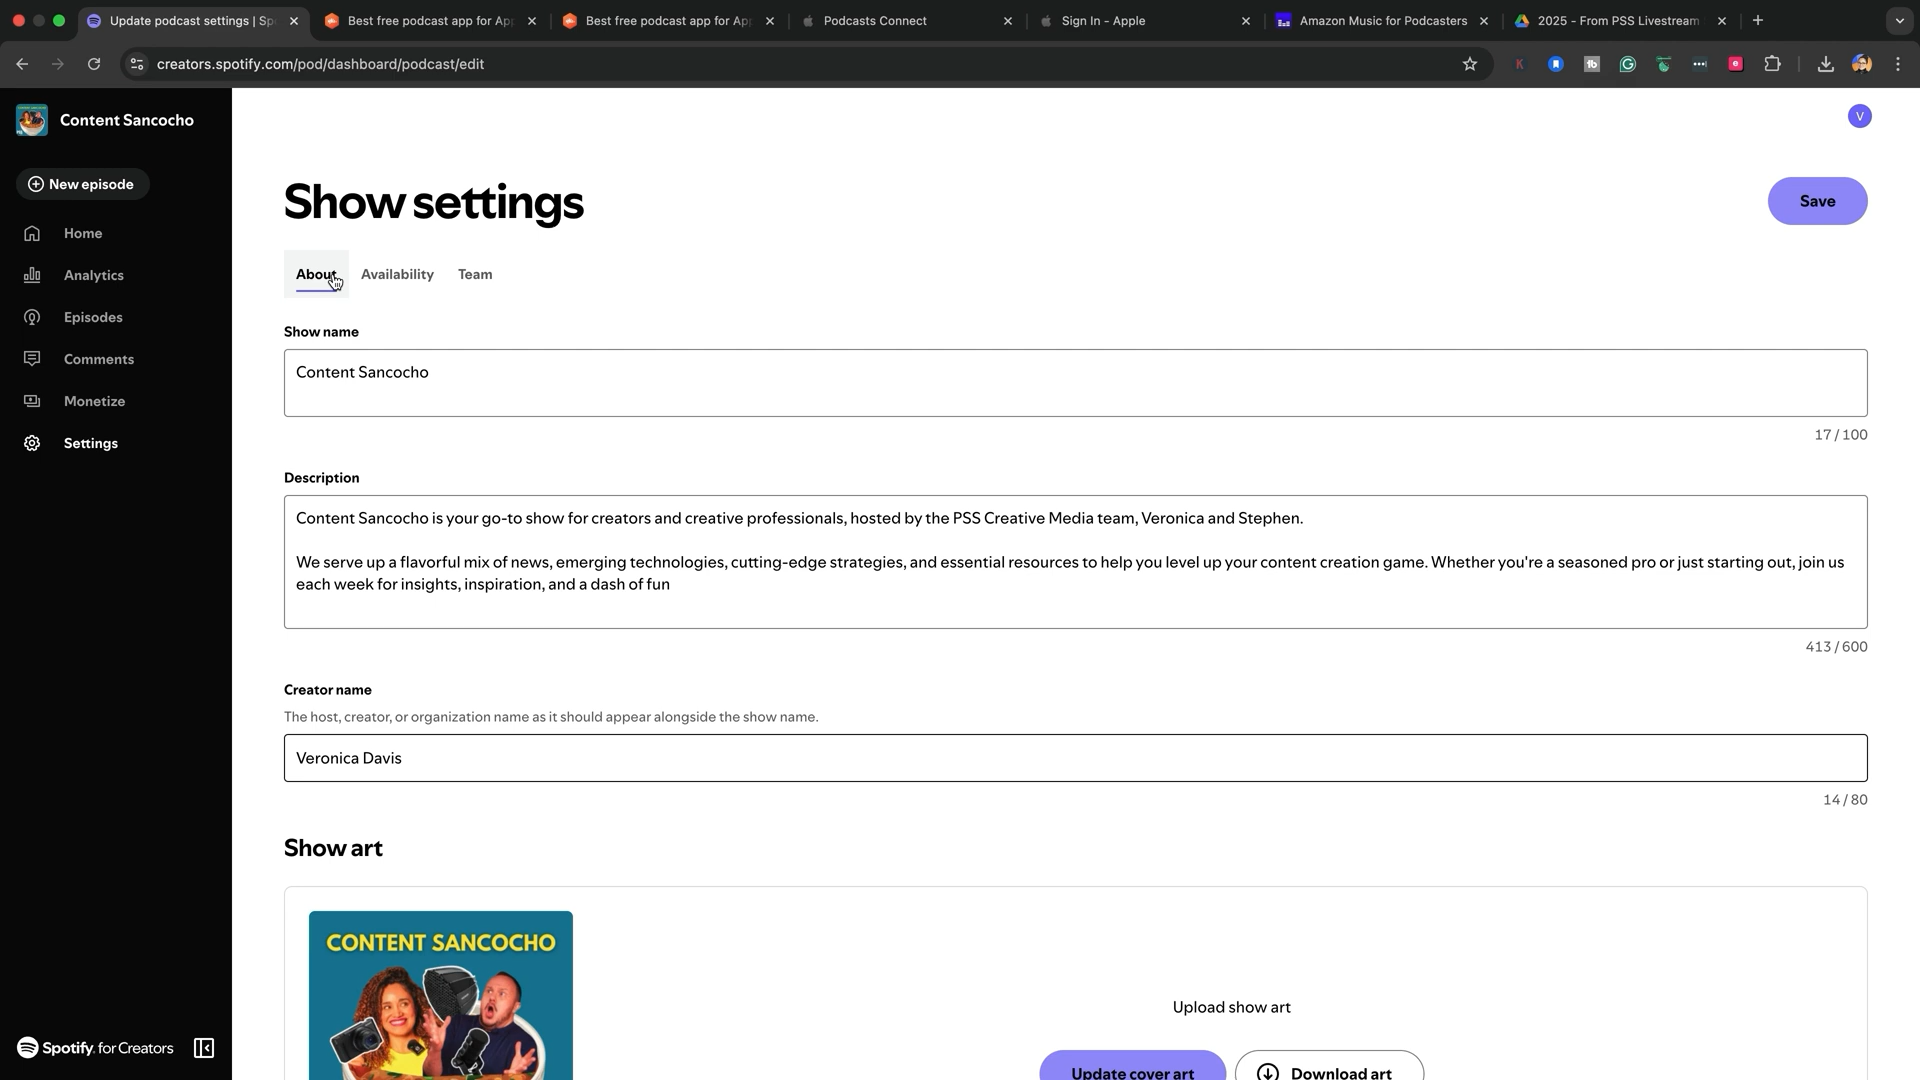 Update podcast settings | Sp
Best free podcast app for Ap
Best free podcast app for Ap
Podcasts Connect
Sign In - Apple
Amazon Music for Podcasters
2025 - From PSS Livestream
creators.spotify.com/pod/dashboard/podcast/edit
Content Sancocho
V
New episode
Home
Analytics
Episodes
Comments
Monetize
Settings
Show settings
Save
About
Availability
Team
Show name
Content Sancocho
17 / 100
Description
Content Sancocho is your go-to show for creators and creative professionals, hosted by the PSS Creative Media team, Veronica and Stephen.
We serve up a flavorful mix of news, emerging technologies, cutting-edge strategies, and essential resources to help you level up your content creation game. Whether you're a seasoned pro or just starting out, join us
each week for insights, inspiration, and a dash of fun
413 / 600
Creator name
The host, creator, or organization name as it should appear alongside the show name.
Veronica Davis
14 / 80
Show art
CONTENT SANCOCHO
Upload show art
Update cover art
Download art
Spotify for Creators